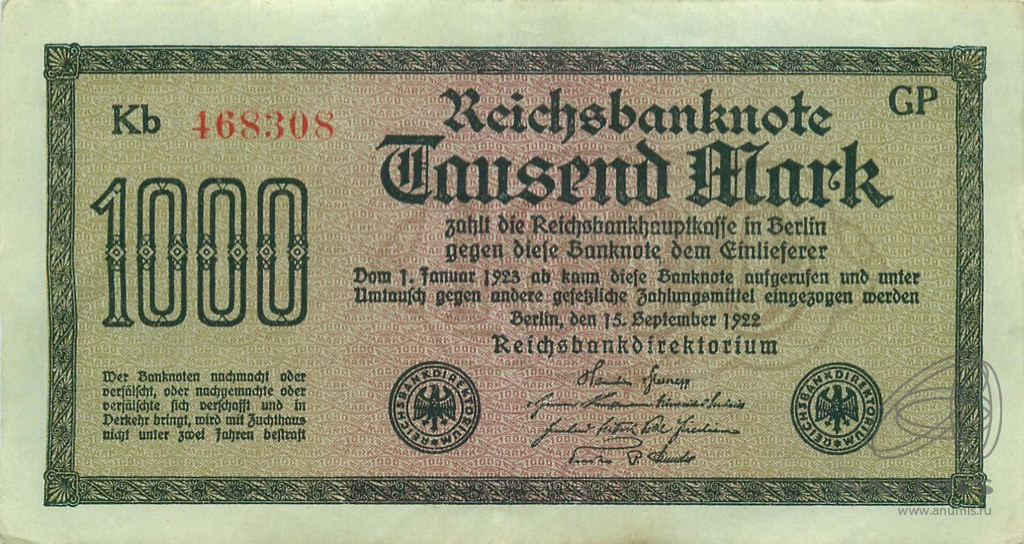 Kb 468308
GP
Reichsbanknote
Tausend Mark
zahlt die Reichsbankhauptkasse in Berlin
gegen diese Banknote dem Einlieferer
Vom 1. Januar 1923 ab kann diese Banknote aufgerufen und unter
Umtausch gegen andere gesetzliche Zahlungsmittel eingezogen werden
Berlin, den 15. September 1922
Reichsbankdirektorium
1000
Wer Banknoten nachmacht oder
verfälscht, oder nachgemachte oder
verfälschte sich verschafft und in
Verkehr bringt, wird mit Zuchthaus
nicht unter zwei Jahren bestraft
REICHSBANKDIREKTORIUM
REICHSBANKDIREKTORIUM
www.anumis.ru